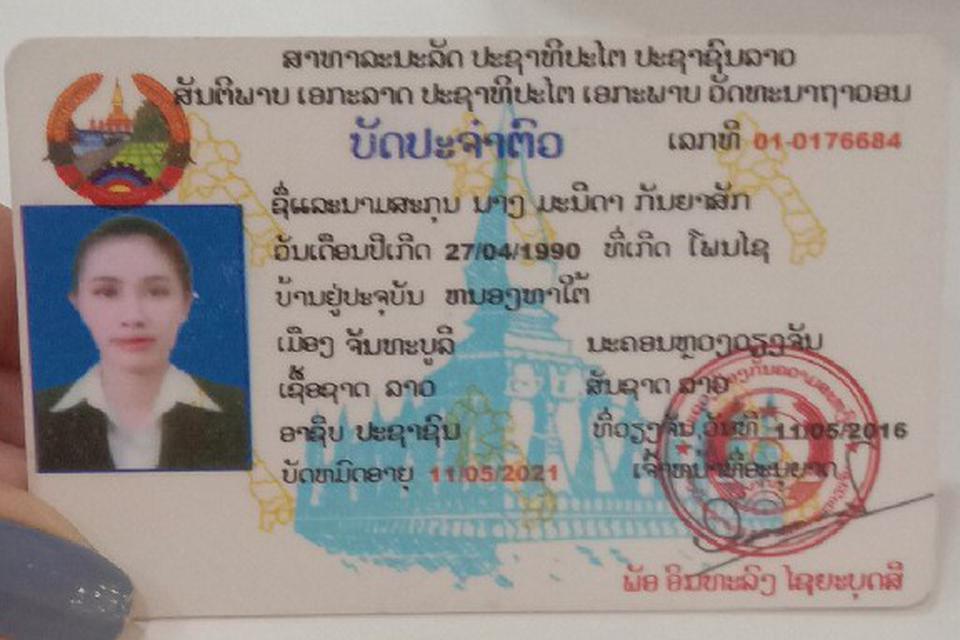 ສາທາລະນະລັດ ປະຊາທິປະໄຕ ປະຊາຊົນລາວ
ສັນຕິພາບ ເອກະລາດ ປະຊາທິປະໄຕ ເອກະພາບ ວັດທະນາຖາວອນ
ບັດປະຈຳຕົວ ເລກທີ 01-0176684
ຊື່ແລະນາມສະກຸນ ນາງ ມະນິດາ ກັນຍາສັກ
ວັນເດືອນປີເກີດ 27/04/1990 ທີ່ເກີດ ໂພນໄຊ
ບ້ານຢູ່ປະຈຸບັນ ຫນອງທາໃຕ້
ເມືອງ ຈັນທະບູລີ ນະຄອນຫຼວງວຽງຈັນ
ເຊື້ອຊາດ ລາວ ສັນຊາດ ລາວ
ອາຊີບ ປະຊາຊົນ ທີ່ວຽງຈັນ ວັນທີ 11/05/2016
ບັດຫມົດອາຍຸ 11/05/2021 ເຈົ້າຫນ້າທີ່ອະນຸຍາດ
ພັອ ອິນທະລົງ ໄຊຍະບຸດສີ